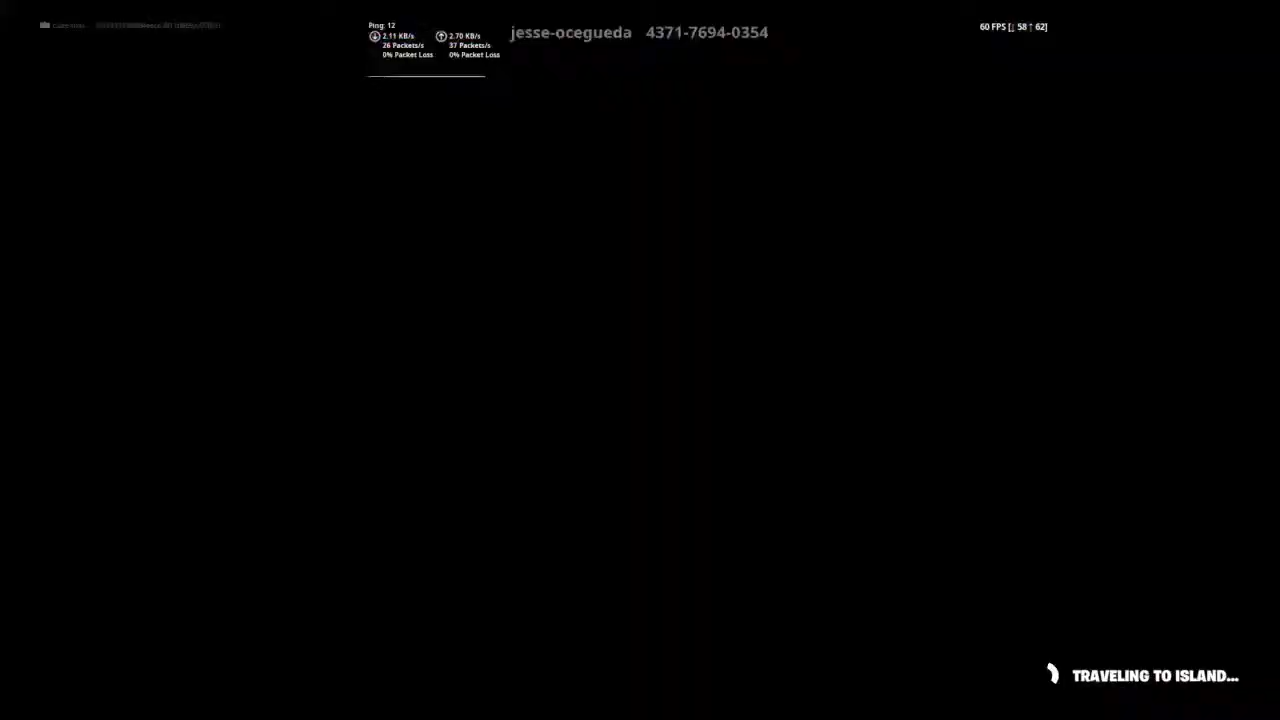 Ping: 12
2.11 KB/s 2.70 KB/s
26 Packets/s 37 Packets/s
0% Packet Loss 0% Packet Loss
jesse-ocegueda 4371-7694-0354
60 FPS [↓ 58 ↑ 62]
TRAVELING TO ISLAND...